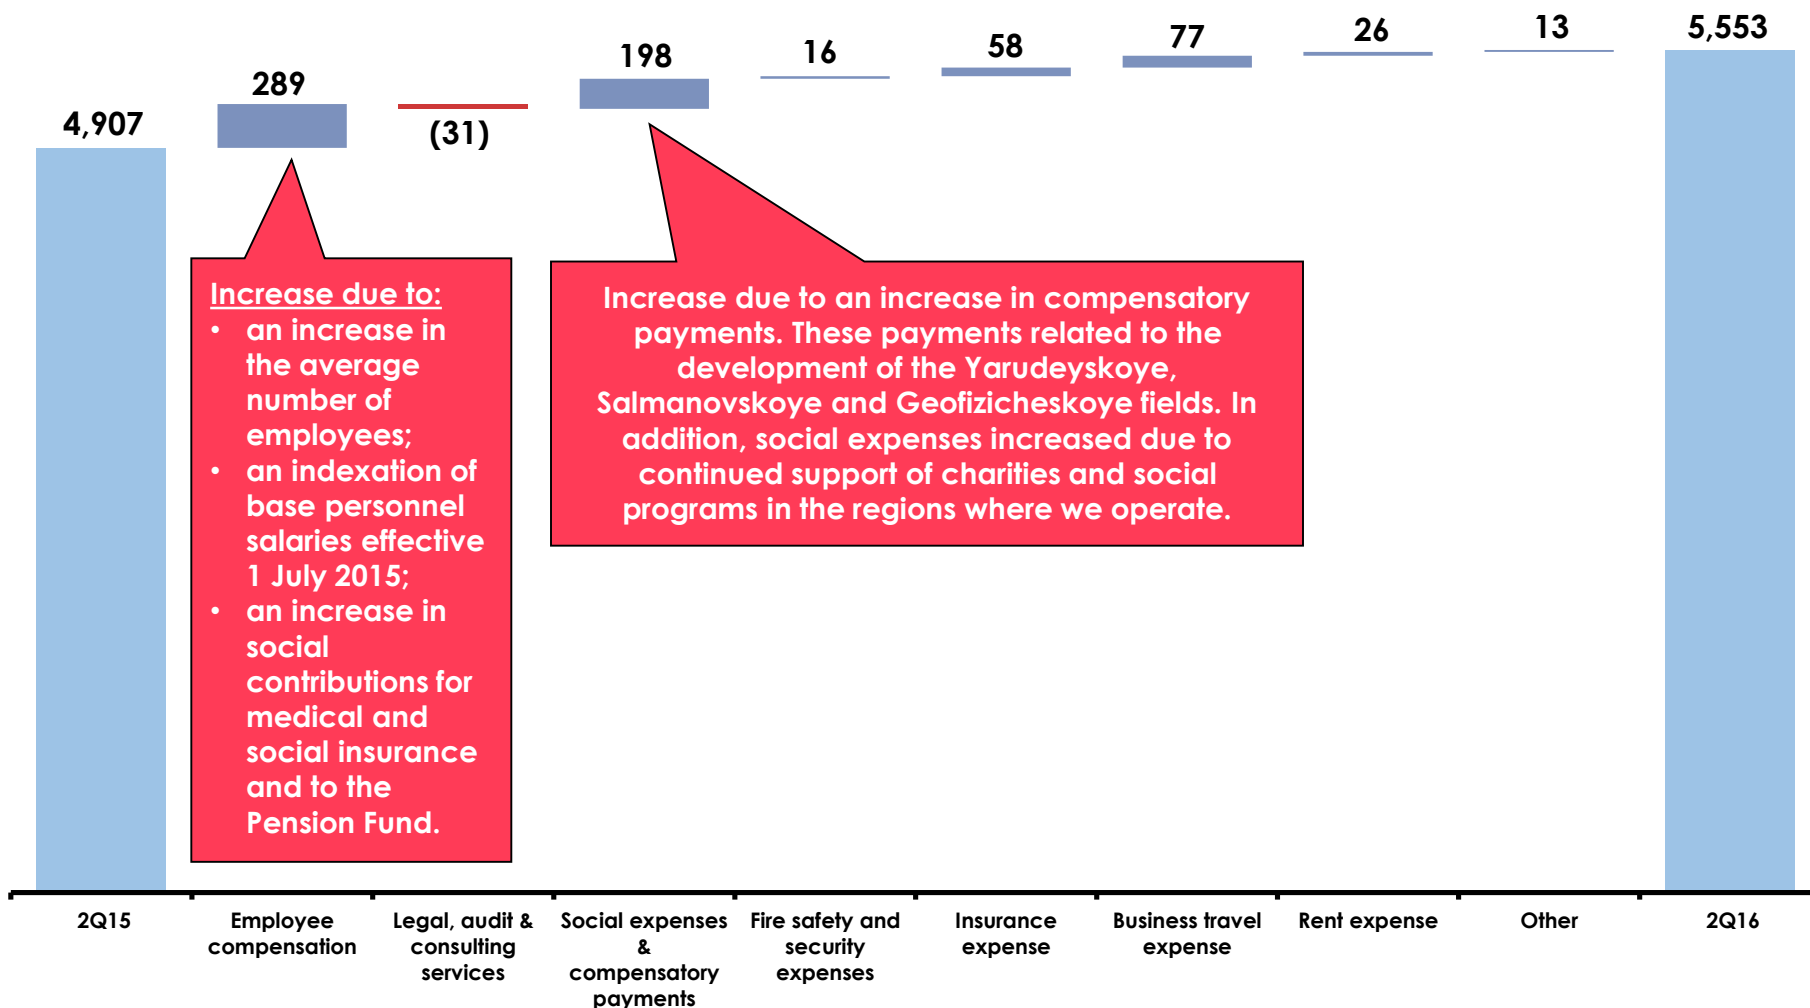 4,907
289
(31)
198
16
58
77
26
13
5,553
Increase due to:
• an increase in
the average
number of
employees;
• an indexation of
base personnel
salaries effective
1 July 2015;
• an increase in
social
contributions for
medical and
social insurance
and to the
Pension Fund.
Increase due to an increase in compensatory
payments. These payments related to the
development of the Yarudeyskoye,
Salmanovskoye and Geofizicheskoye fields. In
addition, social expenses increased due to
continued support of charities and social
programs in the regions where we operate.
2Q15
Employee
compensation
Legal, audit &
consulting
services
Social expenses
&
compensatory
payments
Fire safety and
security
expenses
Insurance
expense
Business travel
expense
Rent expense
Other
2Q16